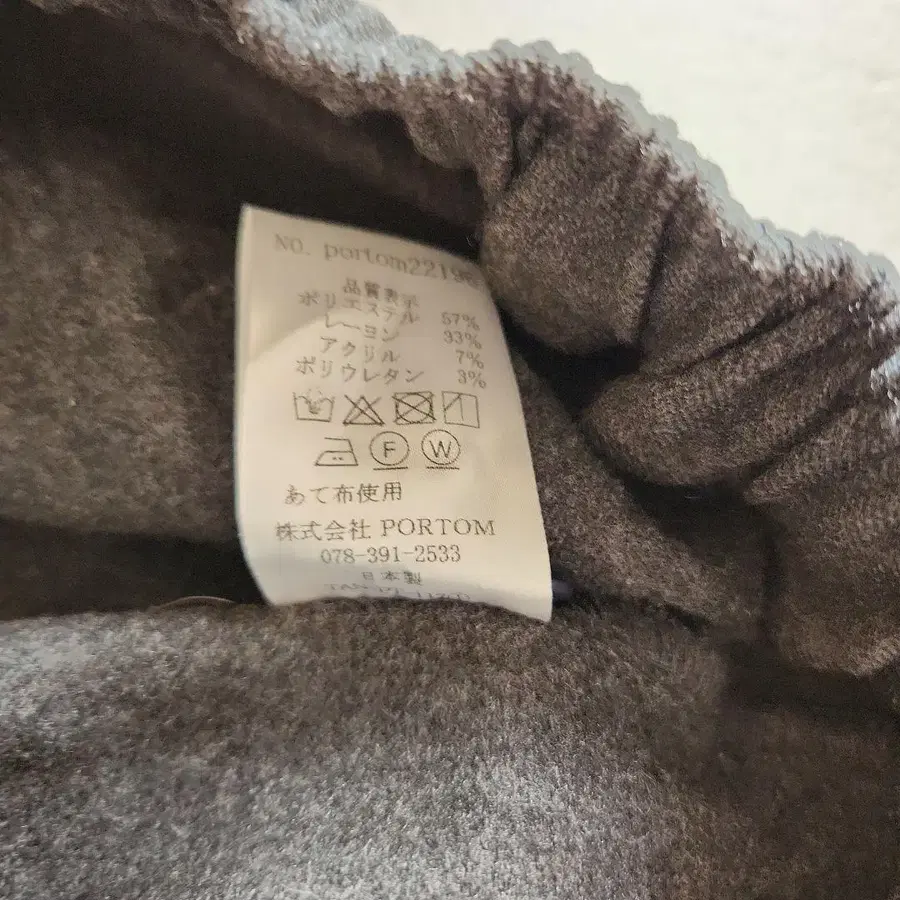 NO. portom22196
品質表示
ポリエステル 57%
レーヨン 33%
アクリル 7%
ポリウレタン 3%
F W
あて布使用
株式会社 PORTOM
078-391-2533
日本製